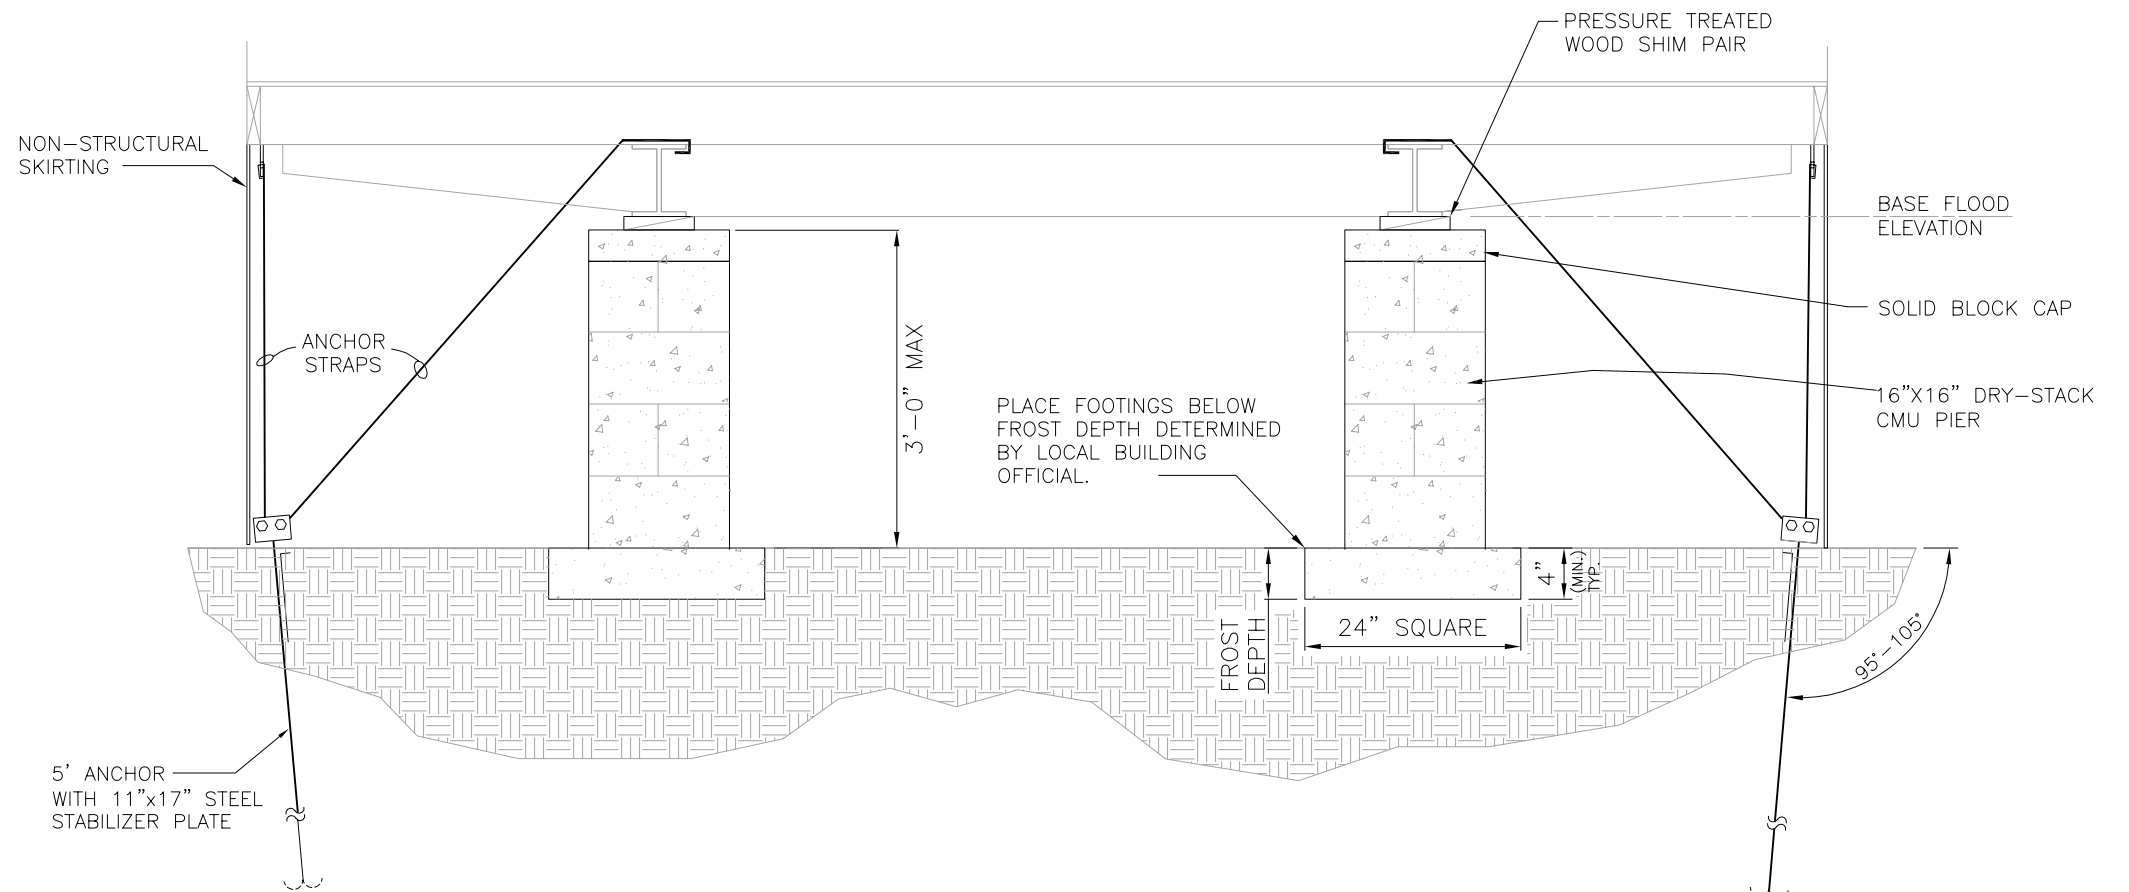 PRESSURE TREATED
WOOD SHIM PAIR
NON-STRUCTURAL
SKIRTING
BASE FLOOD
ELEVATION
SOLID BLOCK CAP
ANCHOR
STRAPS
3'-0" MAX
16"X16" DRY-STACK
CMU PIER
PLACE FOOTINGS BELOW
FROST DEPTH DETERMINED
BY LOCAL BUILDING
OFFICIAL.
4"
(MIN.)
TYP.
24" SQUARE
FROST
DEPTH
95°-105°
5' ANCHOR
WITH 11"x17" STEEL
STABILIZER PLATE